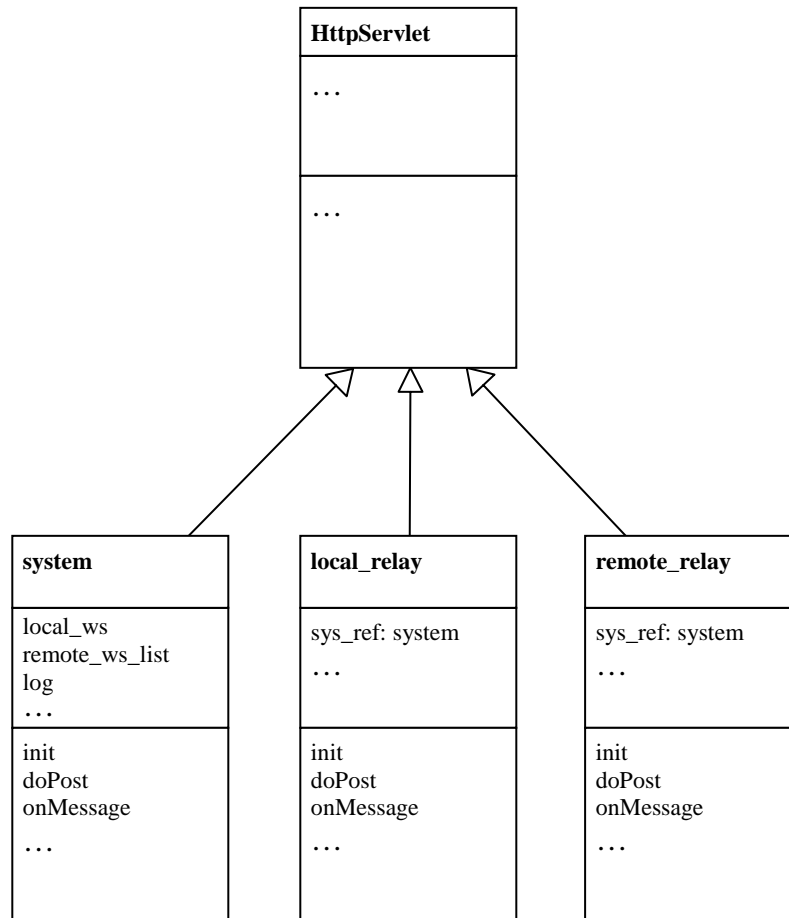 HttpServlet
…
…
system
local_ws
remote_ws_list
log
…
init
doPost
onMessage
…
local_relay
sys_ref: system
…
init
doPost
onMessage
…
remote_relay
sys_ref: system
…
init
doPost
onMessage
…